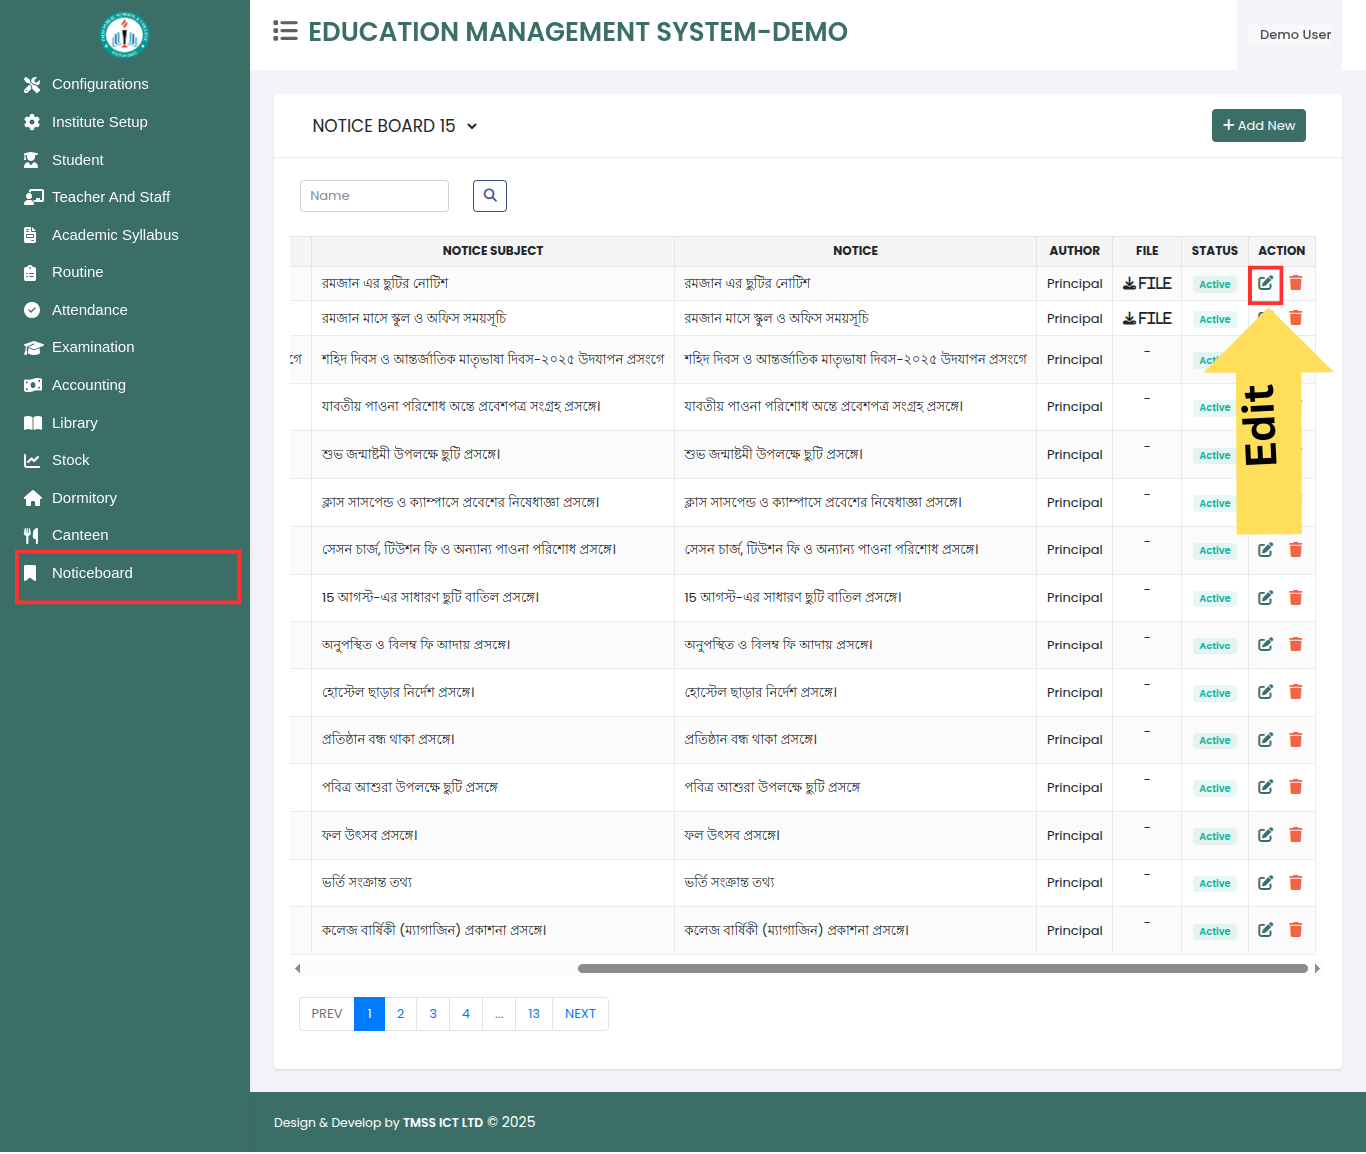 EDUCATION MANAGEMENT SYSTEM-DEMO
Demo User
Configurations
Institute Setup
Student
Teacher And Staff
Academic Syllabus
Routine
Attendance
Examination
Accounting
Library
Stock
Dormitory
Canteen
Noticeboard
NOTICE BOARD 15
+ Add New
Name
NOTICE SUBJECT NOTICE AUTHOR FILE STATUS ACTION
রমজান এর ছুটির নোটিশ রমজান এর ছুটির নোটিশ Principal FILE Active
রমজান মাসে স্কুল ও অফিস সময়সূচি রমজান মাসে স্কুল ও অফিস সময়সূচি Principal FILE Active
গে শহিদ দিবস ও আন্তর্জাতিক মাতৃভাষা দিবস-২০২৫ উদযাপন প্রসংগে শহিদ দিবস ও আন্তর্জাতিক মাতৃভাষা দিবস-২০২৫ উদযাপন প্রসংগে Principal -
যাবতীয় পাওনা পরিশোধ অন্তে প্রবেশপত্র সংগ্রহ প্রসঙ্গে। যাবতীয় পাওনা পরিশোধ অন্তে প্রবেশপত্র সংগ্রহ প্রসঙ্গে। Principal - Active
শুভ জন্মাষ্টমী উপলক্ষে ছুটি প্রসঙ্গে। শুভ জন্মাষ্টমী উপলক্ষে ছুটি প্রসঙ্গে। Principal - Active
ক্লাস সাসপেন্ড ও ক্যাম্পাসে প্রবেশের নিষেধাজ্ঞা প্রসঙ্গে। ক্লাস সাসপেন্ড ও ক্যাম্পাসে প্রবেশের নিষেধাজ্ঞা প্রসঙ্গে। Principal - Active
সেসন চার্জ, টিউশন ফি ও অন্যান্য পাওনা পরিশোধ প্রসঙ্গে। সেসন চার্জ, টিউশন ফি ও অন্যান্য পাওনা পরিশোধ প্রসঙ্গে। Principal - Active
15 আগস্ট-এর সাধারণ ছুটি বাতিল প্রসঙ্গে। 15 আগস্ট-এর সাধারণ ছুটি বাতিল প্রসঙ্গে। Principal - Active
অনুপস্থিত ও বিলম্ব ফি আদায় প্রসঙ্গে। অনুপস্থিত ও বিলম্ব ফি আদায় প্রসঙ্গে। Principal - Active
হোস্টেল ছাড়ার নির্দেশ প্রসঙ্গে। হোস্টেল ছাড়ার নির্দেশ প্রসঙ্গে। Principal - Active
প্রতিষ্ঠান বন্ধ থাকা প্রসঙ্গে। প্রতিষ্ঠান বন্ধ থাকা প্রসঙ্গে। Principal - Active
পবিত্র আশুরা উপলক্ষে ছুটি প্রসঙ্গে পবিত্র আশুরা উপলক্ষে ছুটি প্রসঙ্গে Principal - Active
ফল উৎসব প্রসঙ্গে। ফল উৎসব প্রসঙ্গে। Principal - Active
ভর্তি সংক্রান্ত তথ্য ভর্তি সংক্রান্ত তথ্য Principal - Active
কলেজ বার্ষিকী (ম্যাগাজিন) প্রকাশনা প্রসঙ্গে। কলেজ বার্ষিকী (ম্যাগাজিন) প্রকাশনা প্রসঙ্গে। Principal - Active
Edit
PREV 1 2 3 4 ... 13 NEXT
Design & Develop by TMSS ICT LTD © 2025